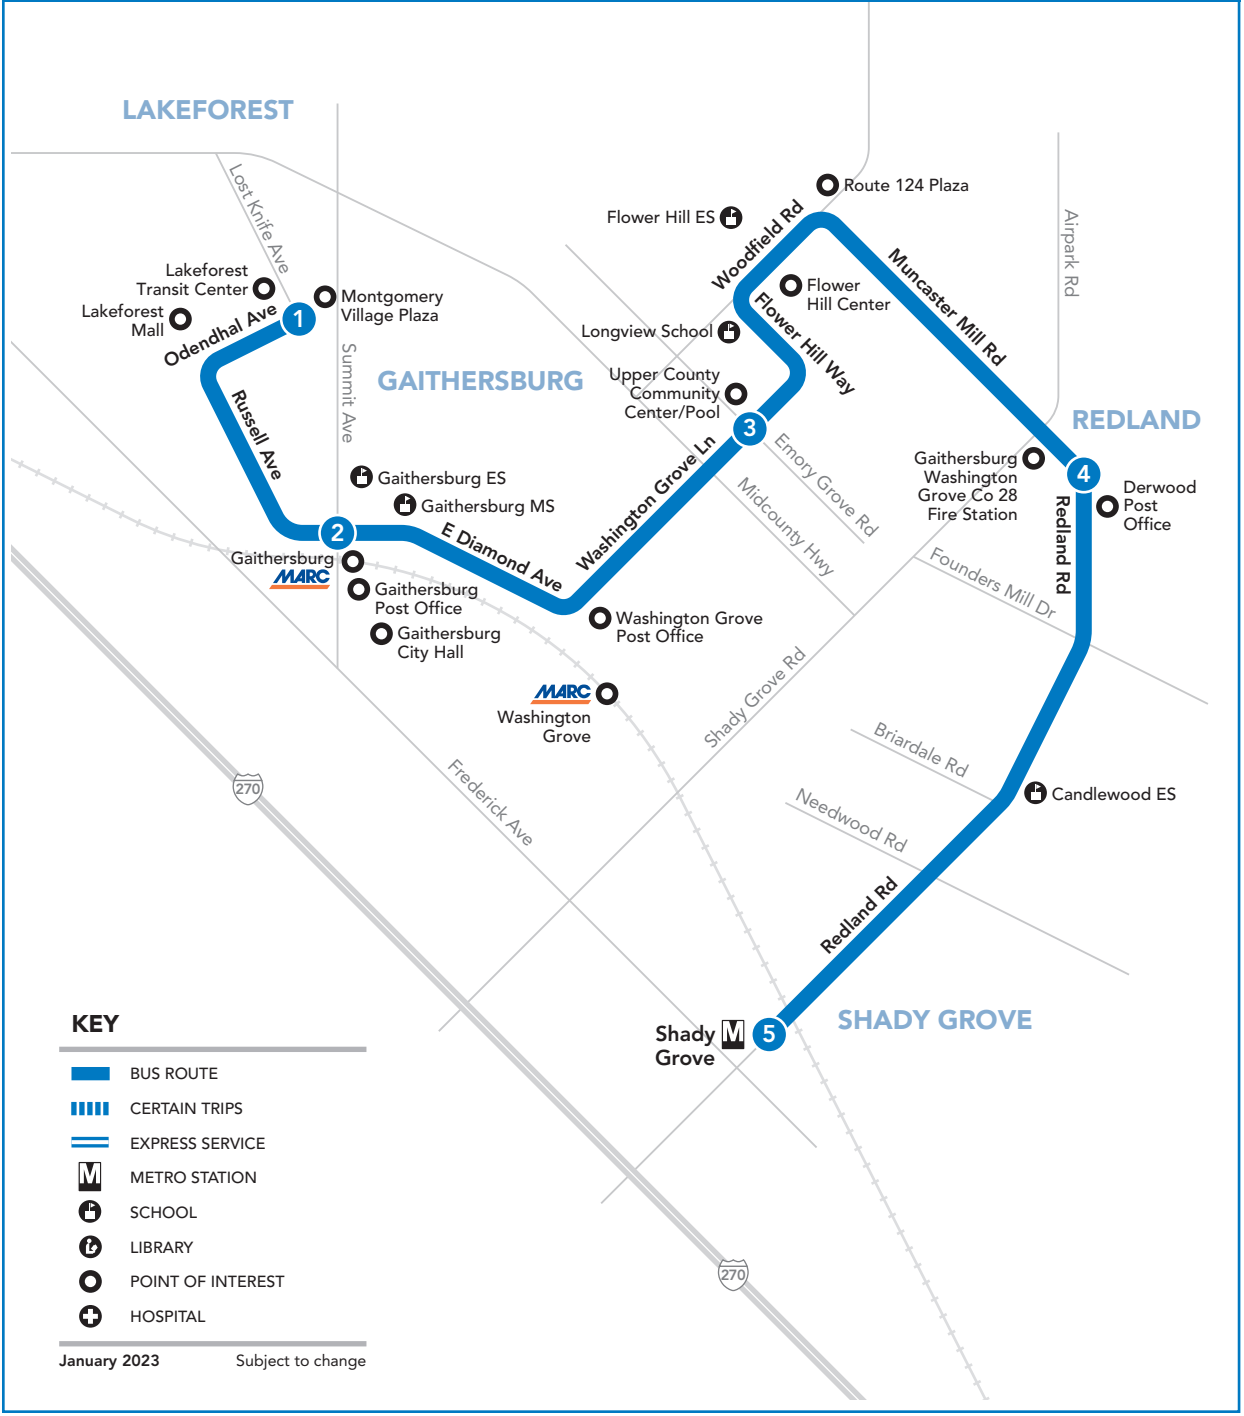 LAKEFOREST
Lost Knife Ave
Route 124 Plaza
Flower Hill ES
Woodfield Rd
Airpark Rd
Muncaster Mill Rd
Lakeforest
Transit Center
Montgomery
Village Plaza
Lakeforest
Mall
Odendhal Ave
1
Flower
Hill Center
Flower Hill Way
Longview School
Summit Ave
GAITHERSBURG
Upper County
Community
Center/Pool
Russell Ave
REDLAND
3
Washington Grove Ln
Emory Grove Rd
Midcounty Hwy
Gaithersburg
Washington
Grove Co 28
Fire Station
4
Derwood
Post
Office
Redland Rd
Gaithersburg ES
Gaithersburg MS
2
E Diamond Ave
Gaithersburg
MARC
Gaithersburg
Post Office
Gaithersburg
City Hall
Founders Mill Dr
Washington Grove
Post Office
MARC
Washington
Grove
Shady Grove Rd
Briardale Rd
Candlewood ES
Needwood Rd
270
Frederick Ave
Redland Rd
Shady
Grove
M
5
SHADY GROVE
270
KEY
BUS ROUTE
CERTAIN TRIPS
EXPRESS SERVICE
M
METRO STATION
SCHOOL
LIBRARY
POINT OF INTEREST
HOSPITAL
January 2023
Subject to change